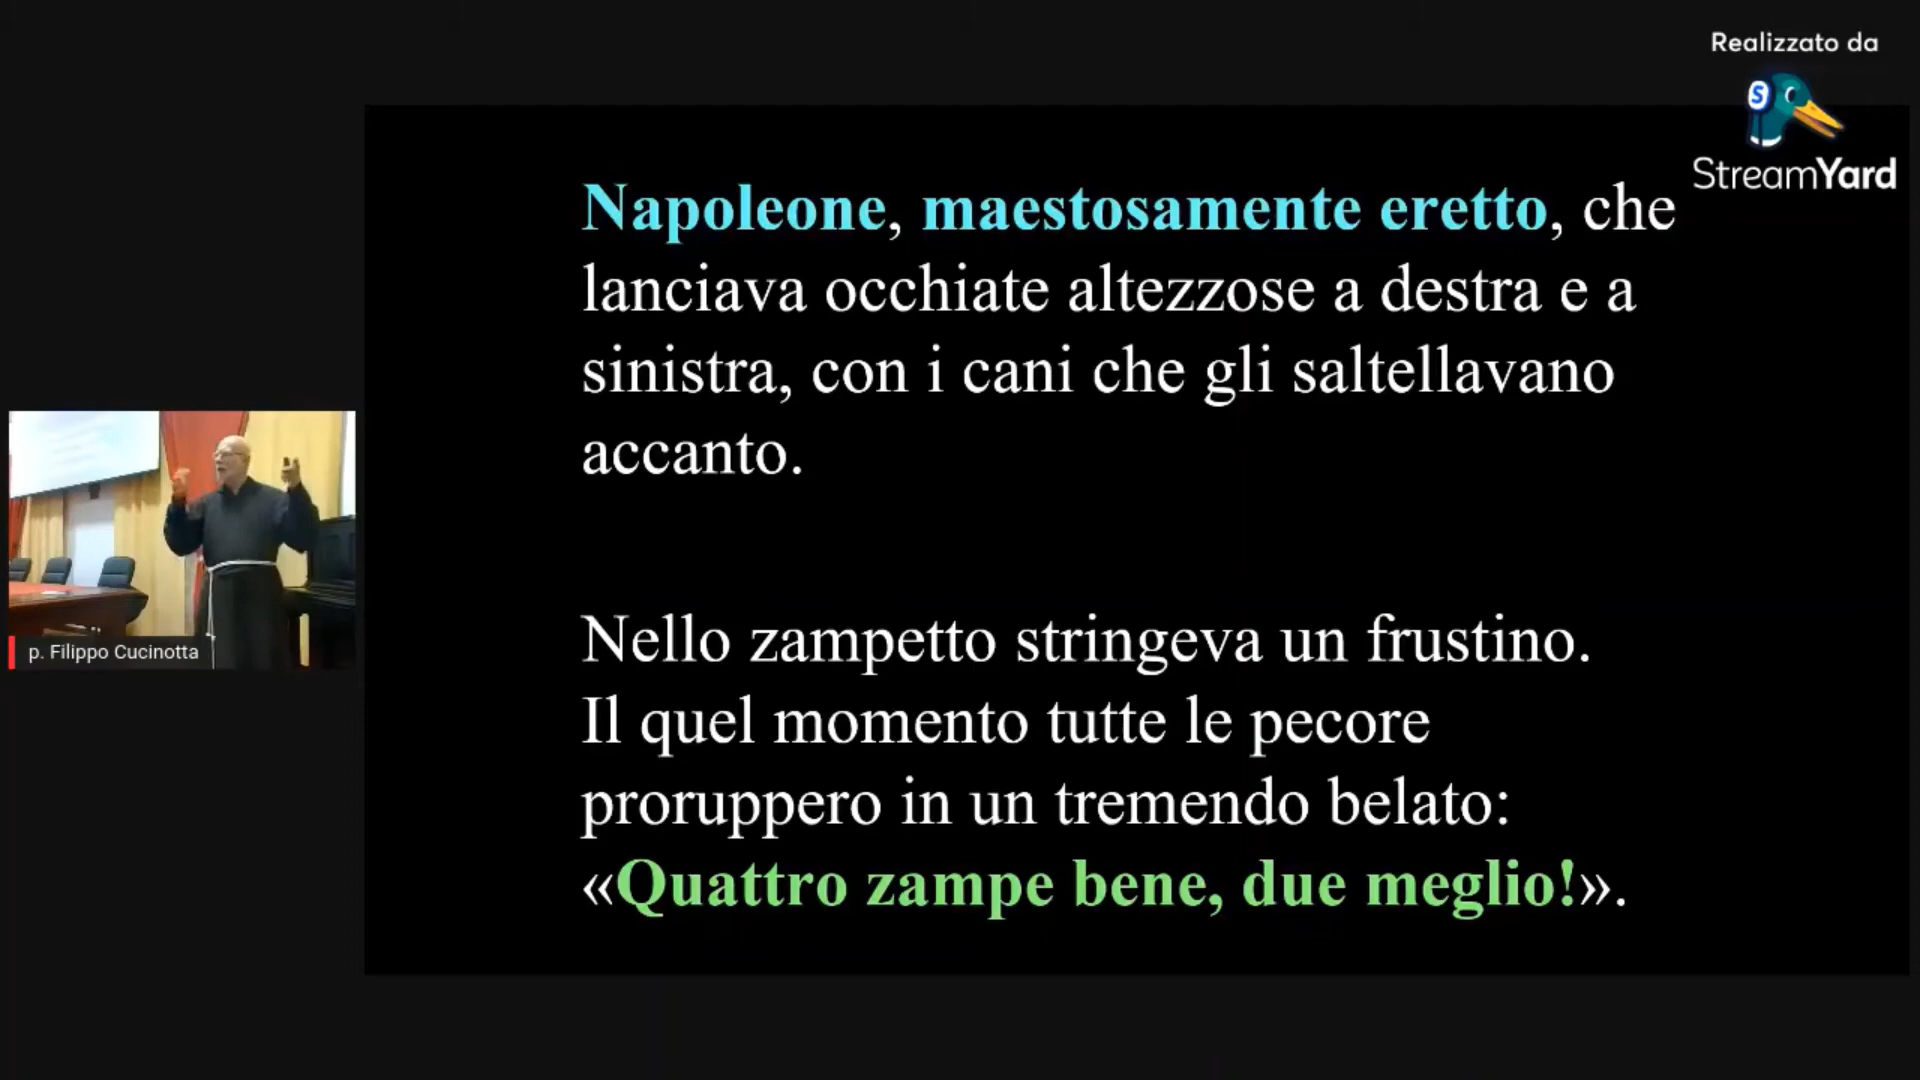 Realizzato da
StreamYard
Napoleone, maestosamente eretto, che
lanciava occhiate altezzose a destra e a
sinistra, con i cani che gli saltellavano
accanto.
Nello zampetto stringeva un frustino.
Il quel momento tutte le pecore
proruppero in un tremendo belato:
«Quattro zampe bene, due meglio!».
p. Filippo Cucinotta